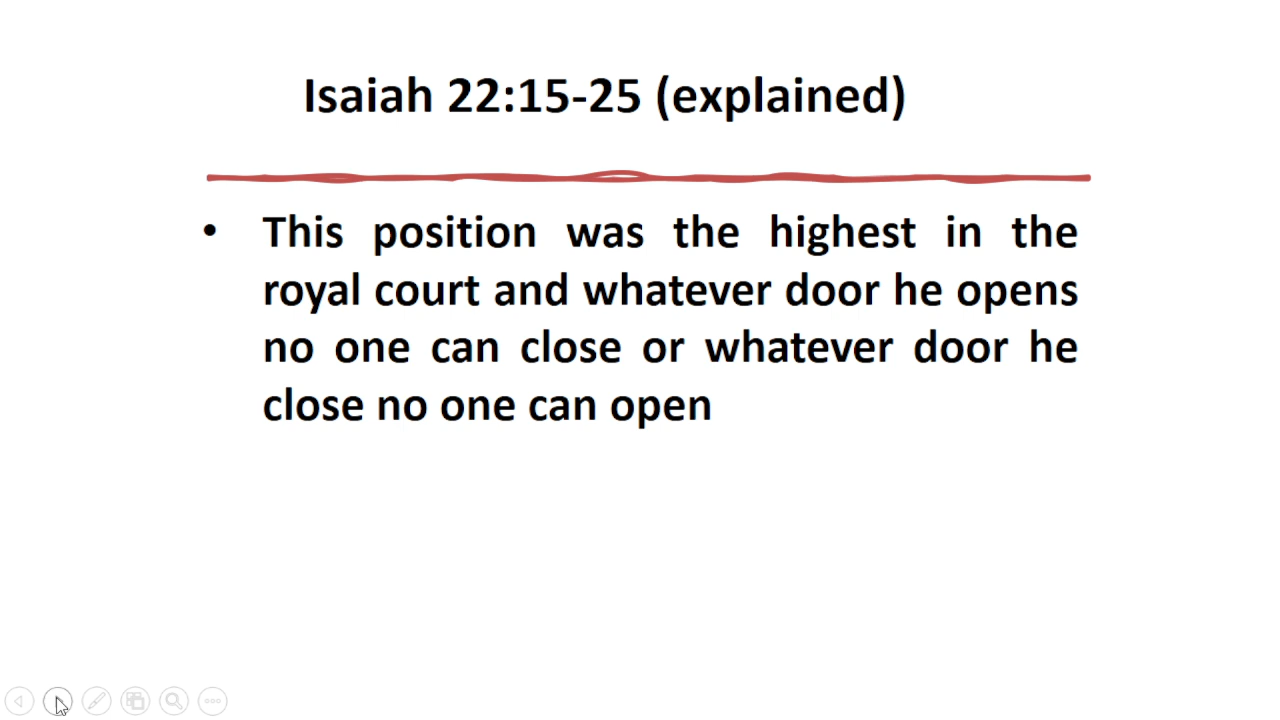 Isaiah 22:15-25 (explained)
• This position was the highest in the
royal court and whatever door he opens
no one can close or whatever door he
close no one can open